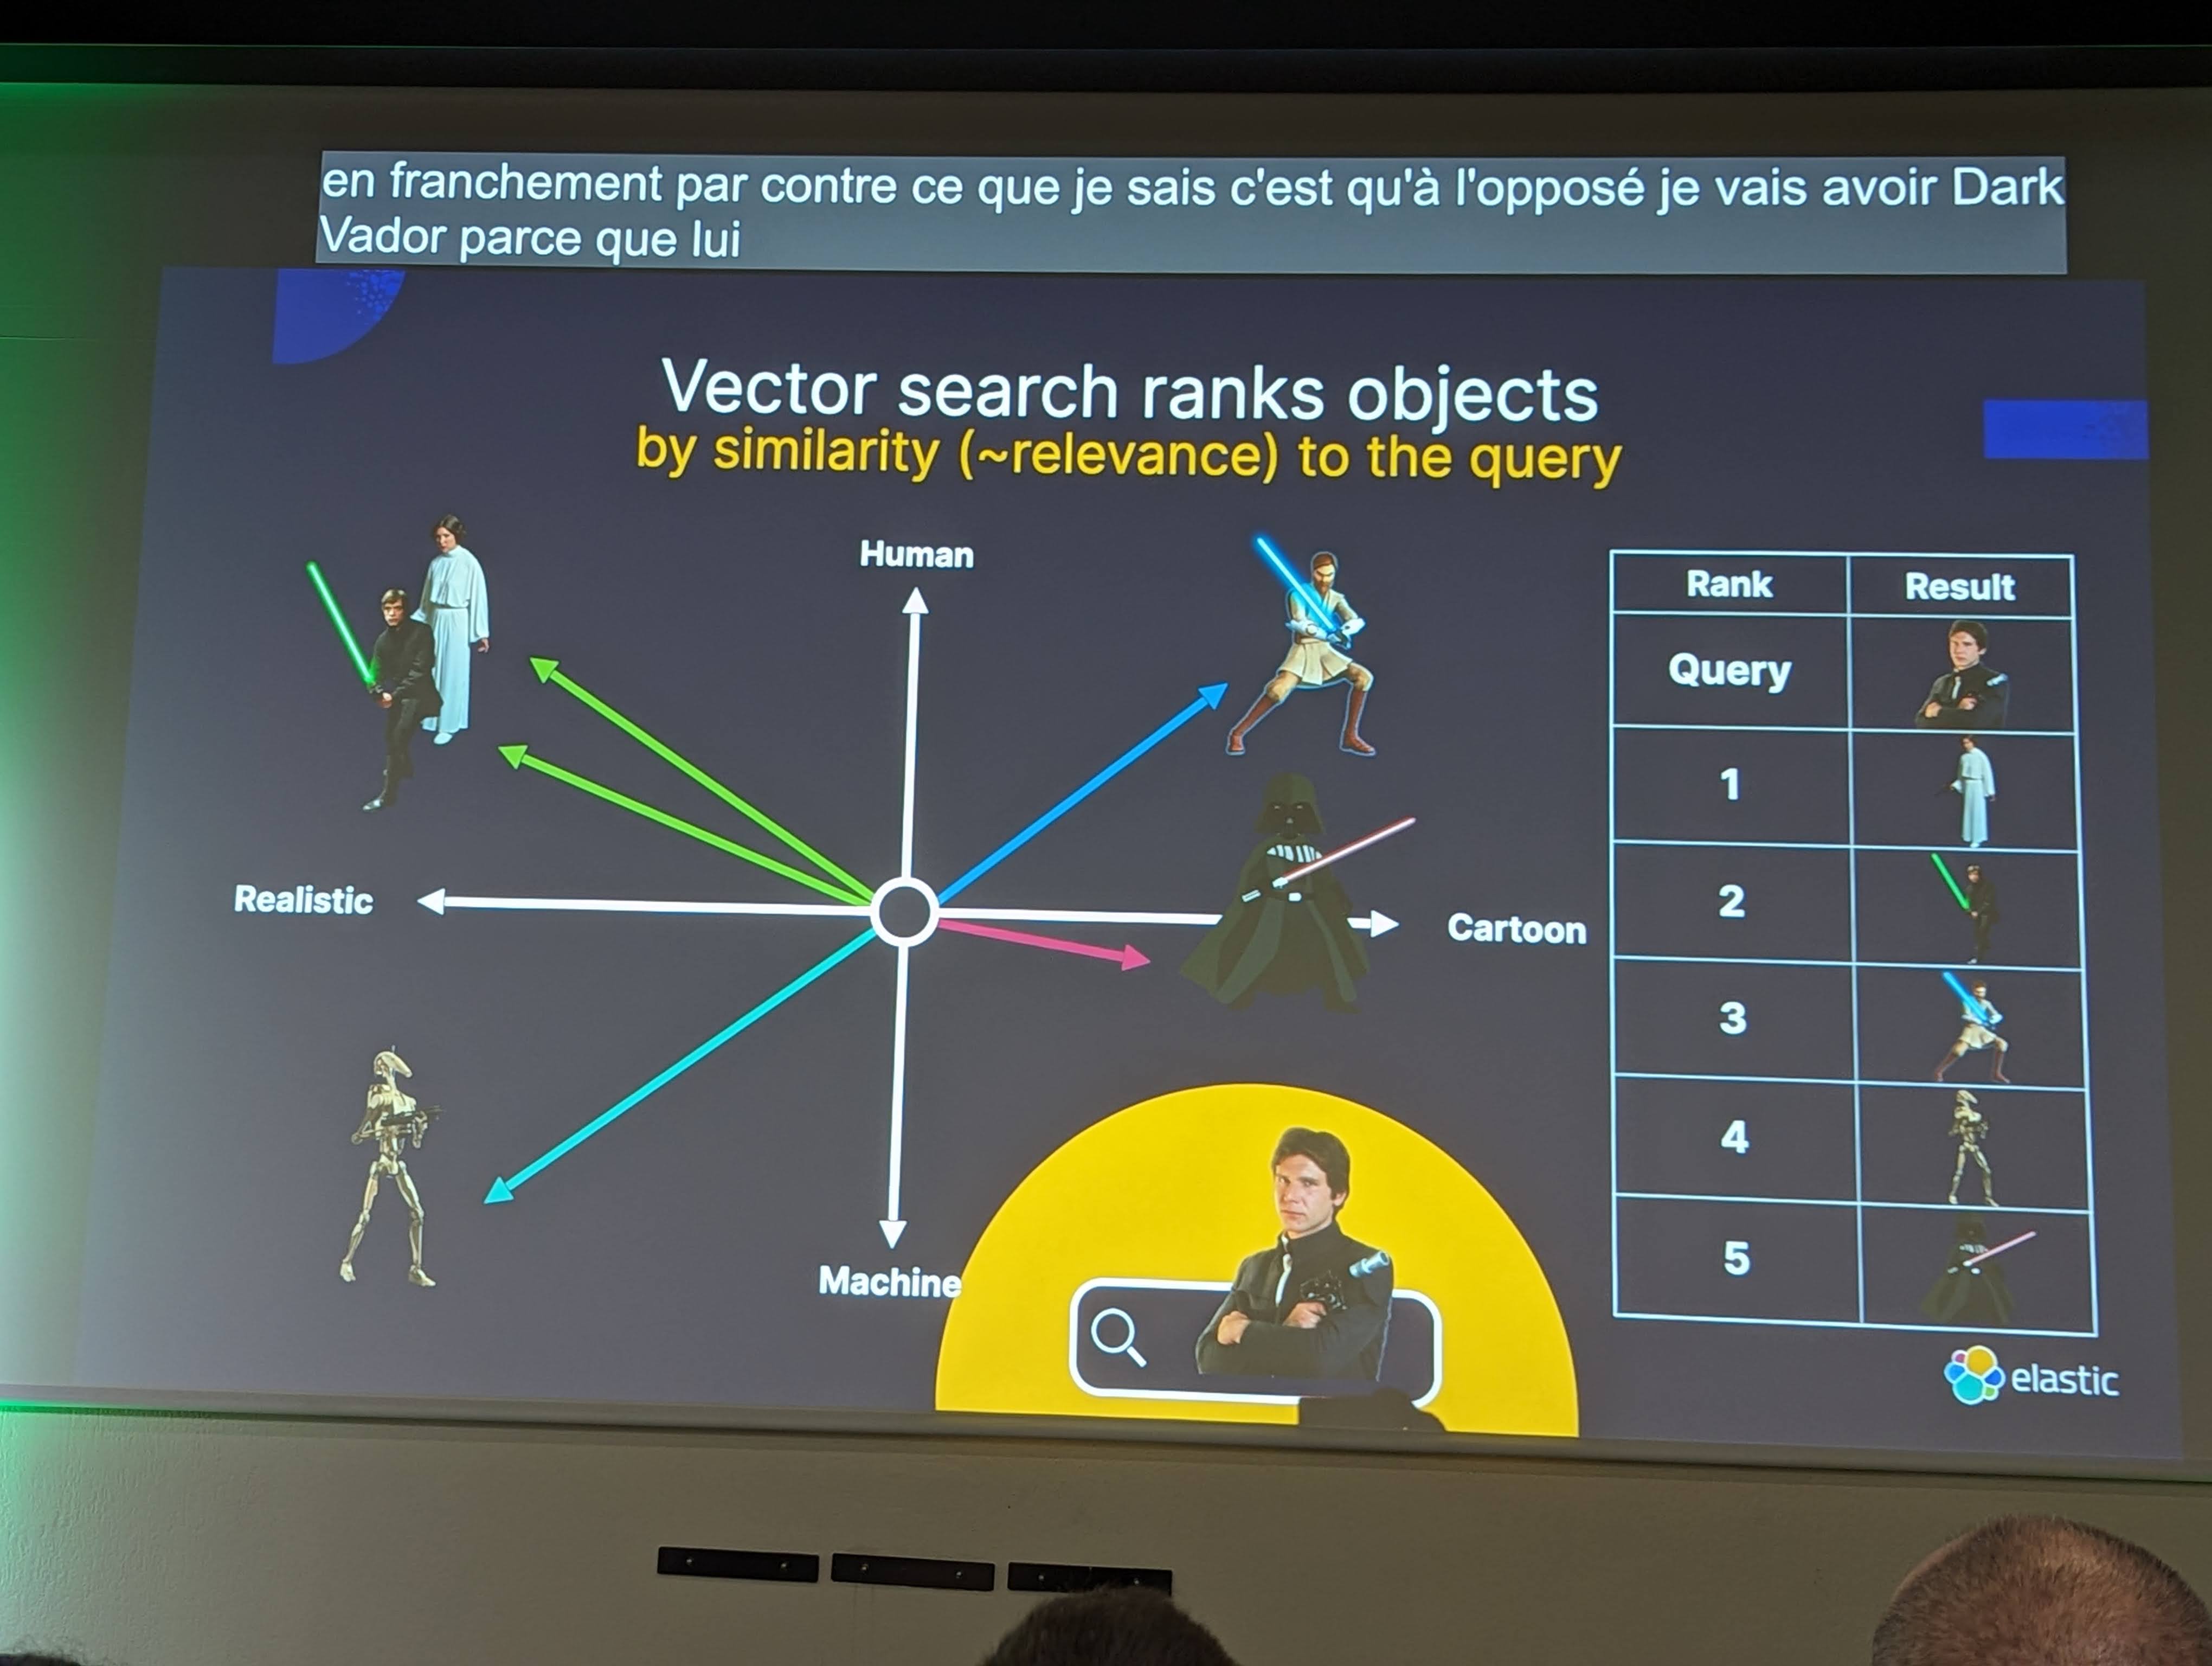 en franchement par contre ce que je sais c'est qu'à l'opposé je vais avoir Dark
Vador parce que lui
Vector search ranks objects
by similarity (~relevance) to the query
Human
Realistic
Cartoon
Machine
Rank Result
Query
1
2
3
4
5
elastic